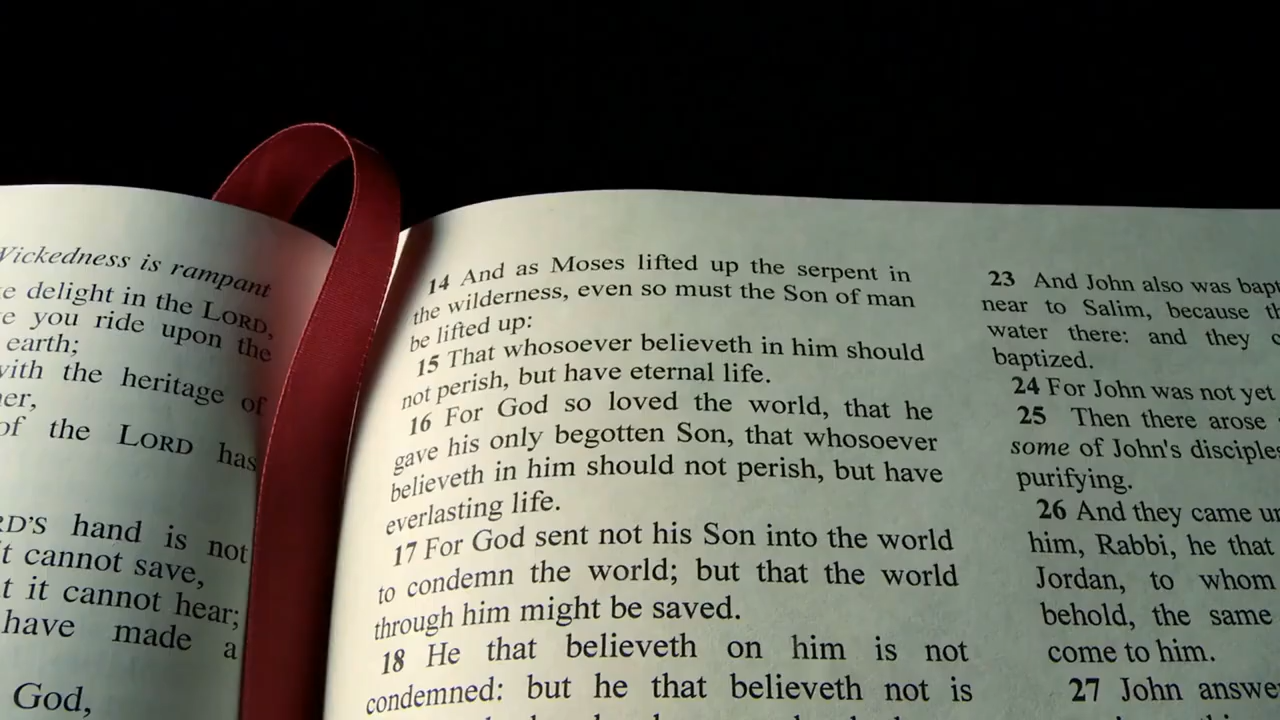 Wickedness is rampant
delight in the LORD,
you ride upon the
earth;
with the heritage of
of the LORD has
hand is not
it cannot save,
it cannot hear;
have made a
God,
14 And as Moses lifted up the serpent in
the wilderness, even so must the Son of man
be lifted up:
15 That whosoever believeth in him should
not perish, but have eternal life.
16 For God so loved the world, that he
gave his only begotten Son, that whosoever
believeth in him should not perish, but have
everlasting life.
17 For God sent not his Son into the world
to condemn the world; but that the world
through him might be saved.
18 He that believeth on him is not
condemned: but he that believeth not is
23 And John also was
near to Salim, because
water there: and they
baptized.
24 For John was not yet
25 Then there arose
some of John's
purifying.
26 And they came
him, Rabbi, he that
Jordan, to whom
behold, the same
come to him.
27 John